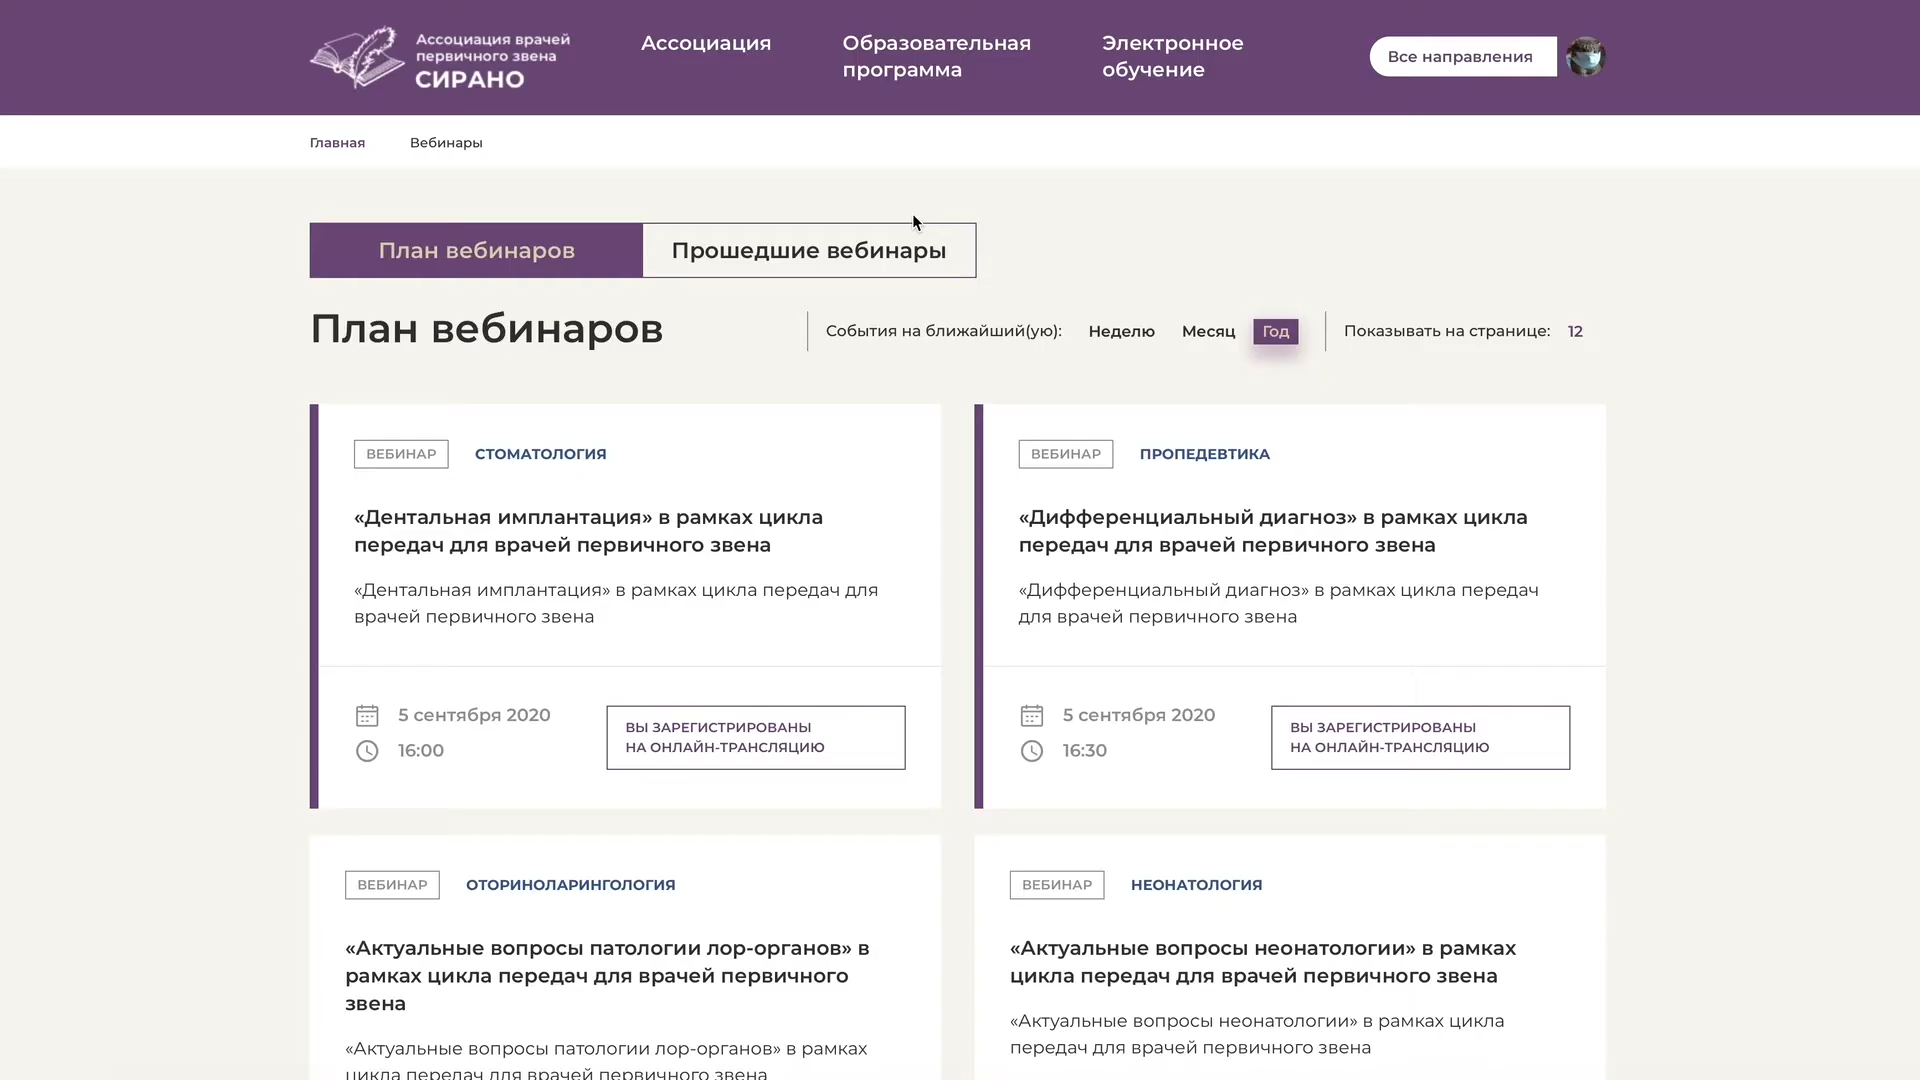 Ассоциация врачей
первичного звена
СИРАНО
Ассоциация
Образовательная
программа
Электронное
обучение
Все направления
Главная
Вебинары
План вебинаров
Прошедшие вебинары
План вебинаров
События на ближайший(ую):
Неделю
Месяц
Год
Показывать на странице:
12
ВЕБИНАР
СТОМАТОЛОГИЯ
«Дентальная имплантация» в рамках цикла
передач для врачей первичного звена
«Дентальная имплантация» в рамках цикла передач для
врачей первичного звена
5 сентября 2020
16:00
ВЫ ЗАРЕГИСТРИРОВАНЫ
НА ОНЛАЙН-ТРАНСЛЯЦИЮ
ВЕБИНАР
ПРОПЕДЕВТИКА
«Дифференциальный диагноз» в рамках цикла
передач для врачей первичного звена
«Дифференциальный диагноз» в рамках цикла передач
для врачей первичного звена
5 сентября 2020
16:30
ВЫ ЗАРЕГИСТРИРОВАНЫ
НА ОНЛАЙН-ТРАНСЛЯЦИЮ
ВЕБИНАР
ОТОРИНОЛАРИНГОЛОГИЯ
«Актуальные вопросы патологии лор-органов» в
рамках цикла передач для врачей первичного
звена
«Актуальные вопросы патологии лор-органов» в рамках
цикла передач для врачей первичного звена
ВЕБИНАР
НЕОНАТОЛОГИЯ
«Актуальные вопросы неонатологии» в рамках
цикла передач для врачей первичного звена
«Актуальные вопросы неонатологии» в рамках цикла
передач для врачей первичного звена